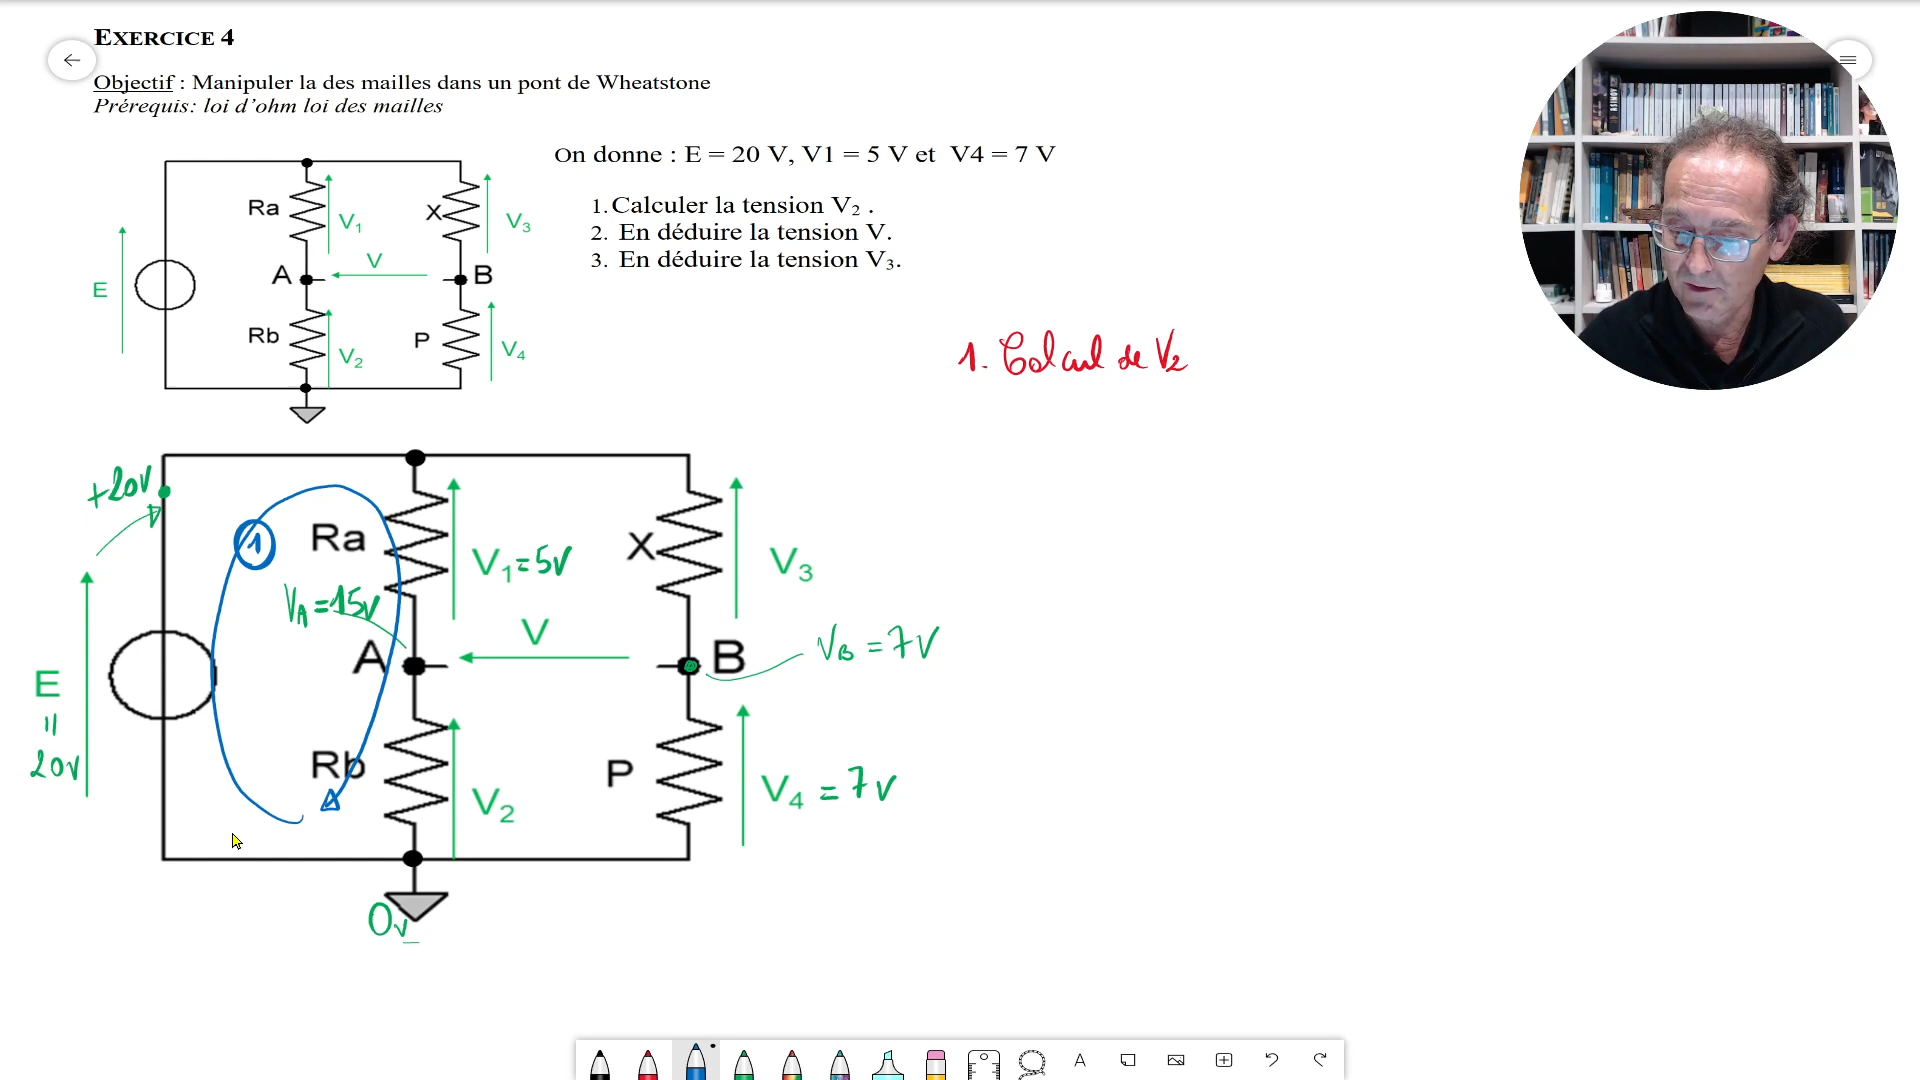 EXERCICE 4
Objectif : Manipuler la des mailles dans un pont de Wheatstone
Prérequis: loi d'ohm loi des mailles
On donne : E = 20 V, V1 = 5 V et V4 = 7 V
1. Calculer la tension V₂ .
2. En déduire la tension V.
3. En déduire la tension V₃.
Ra
V₁
X
V₃
V
A
B
E
Rb
V₂
P
V₄
1. Calcul de V₂
+20V
1
Ra
V₁ = 5V
X
V₃
VA = 15V
V
A
B
VB = 7V
E
=
20V
Rb
V₂
P
V₄ = 7V
0V
ASIMOV
A